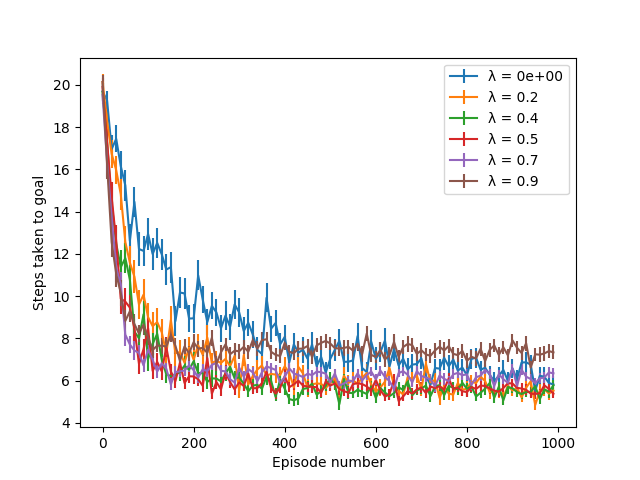 20
18
16
14
12
10
8
6
4
0
200
400
600
800
1000
Steps taken to goal
Episode number
λ = 0e+00
λ = 0.2
λ = 0.4
λ = 0.5
λ = 0.7
λ = 0.9